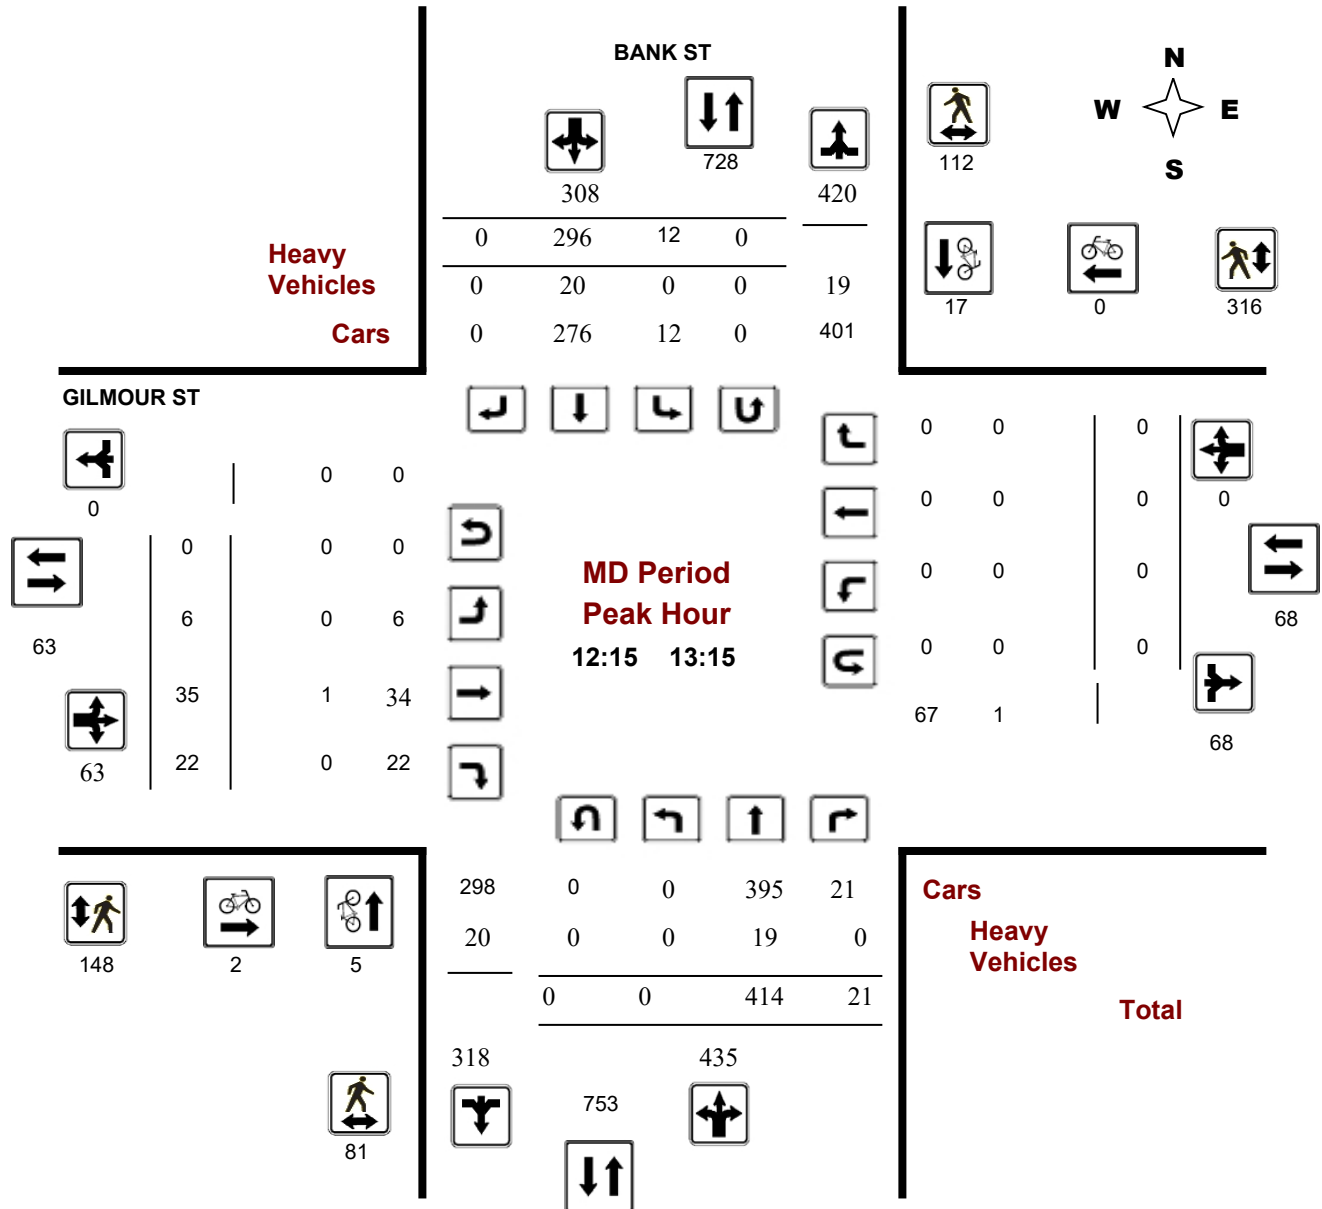 BANK ST
N
W E
S
728
112
308
420
0 296 12 0
Heavy
Vehicles
0 20 0 0 19
17 0 316
Cars
0 276 12 0 401
GILMOUR ST
0 0 0
0 0
0
0 0 0 0
0 0 0
MD Period
0 0 0
6 0 6
Peak Hour
68
63
12:15 13:15
0 0 0
35 1 34
67 1
68
63
22 0 22
298 0 0 395 21
Cars
20 0 0 19 0
Heavy
Vehicles
148 2 5
0 0 414 21
Total
318
435
753
81